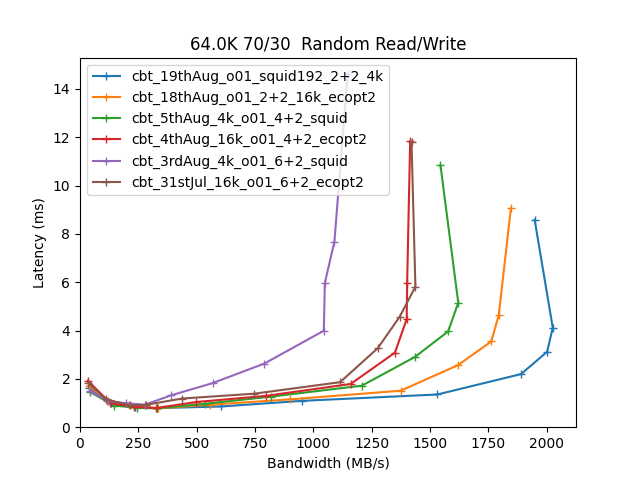 64.0K 70/30  Random Read/Write
cbt_19thAug_o01_squid192_2+2_4k
cbt_18thAug_o01_2+2_16k_ecopt2
cbt_5thAug_4k_o01_4+2_squid
cbt_4thAug_16k_o01_4+2_ecopt2
cbt_3rdAug_4k_o01_6+2_squid
cbt_31stJul_16k_o01_6+2_ecopt2
14
12
10
8
6
4
2
0
Latency (ms)
0 250 500 750 1000 1250 1500 1750 2000
Bandwidth (MB/s)